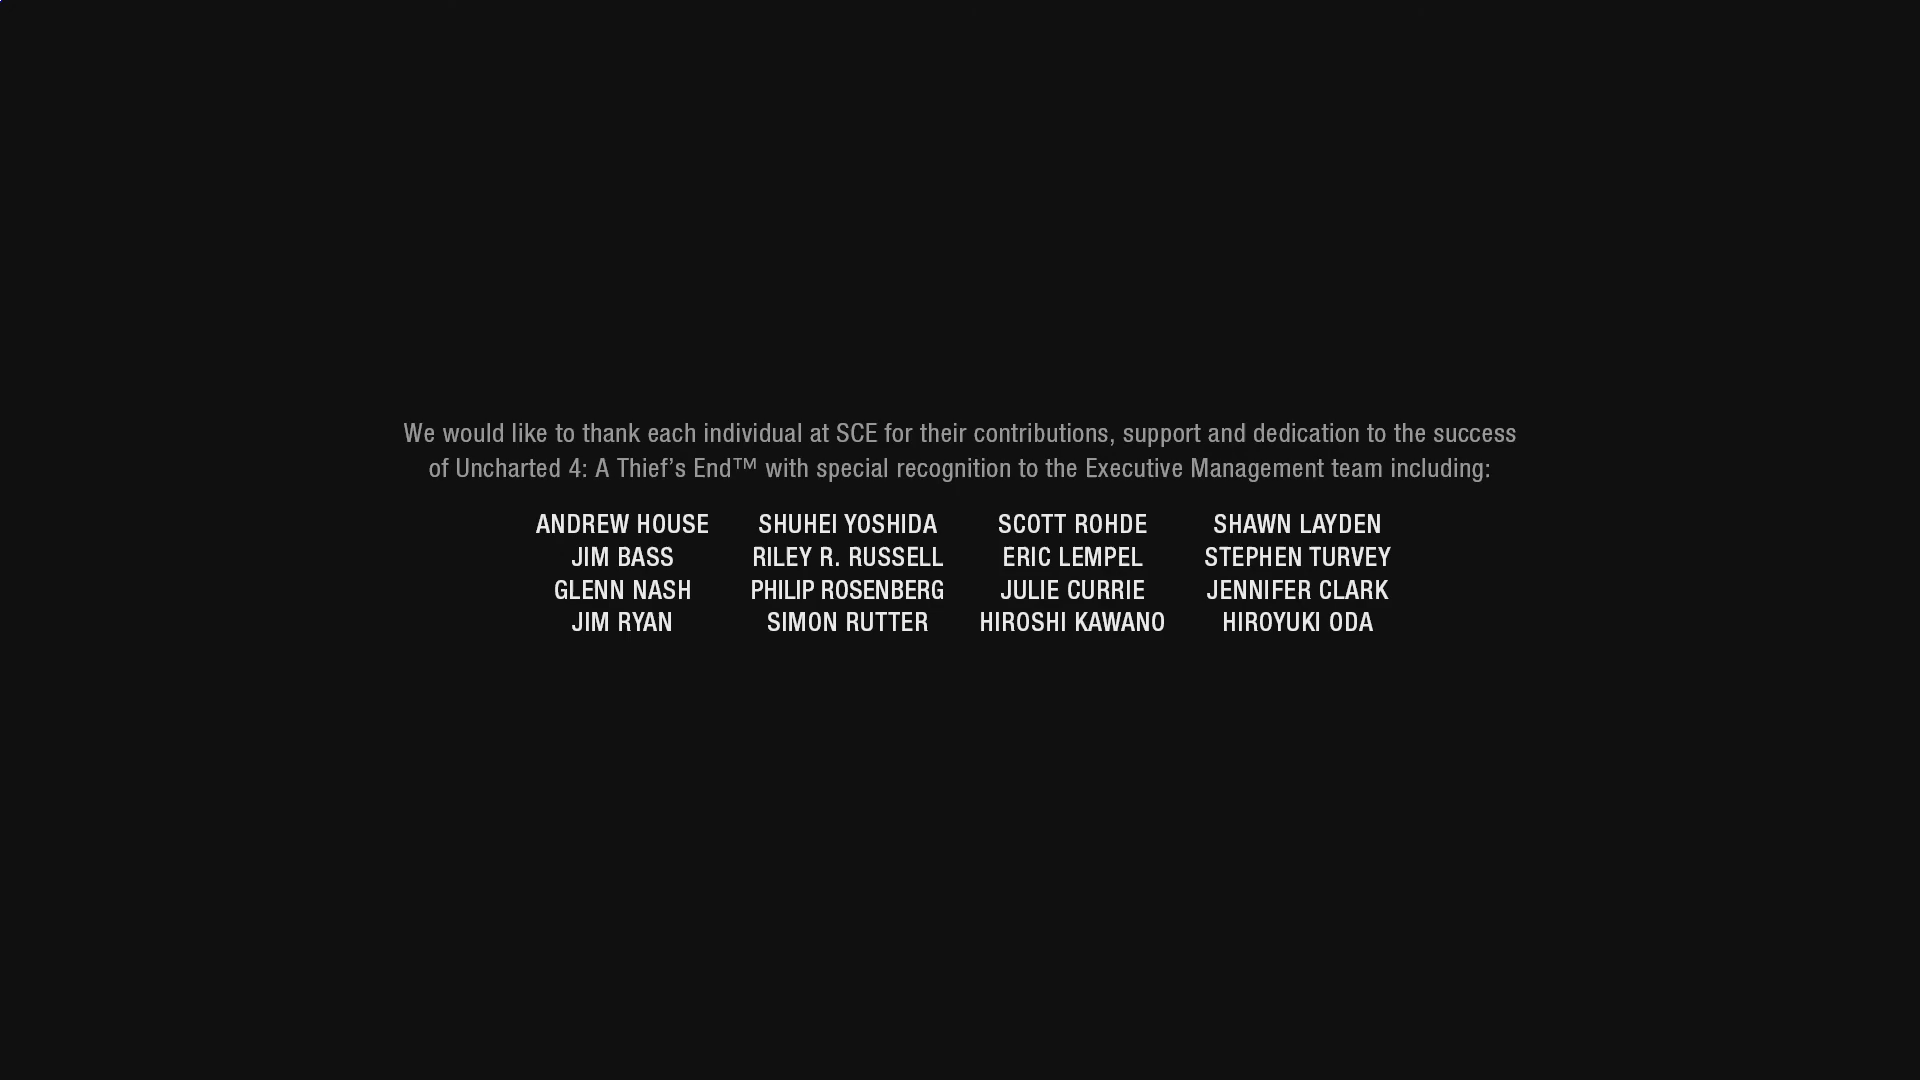 We would like to thank each individual at SCE for their contributions, support and dedication to the success
of Uncharted 4: A Thief’s End™ with special recognition to the Executive Management team including:
ANDREW HOUSE SHUHEI YOSHIDA SCOTT ROHDE SHAWN LAYDEN
JIM BASS RILEY R. RUSSELL ERIC LEMPEL STEPHEN TURVEY
GLENN NASH PHILIP ROSENBERG JULIE CURRIE JENNIFER CLARK
JIM RYAN SIMON RUTTER HIROSHI KAWANO HIROYUKI ODA